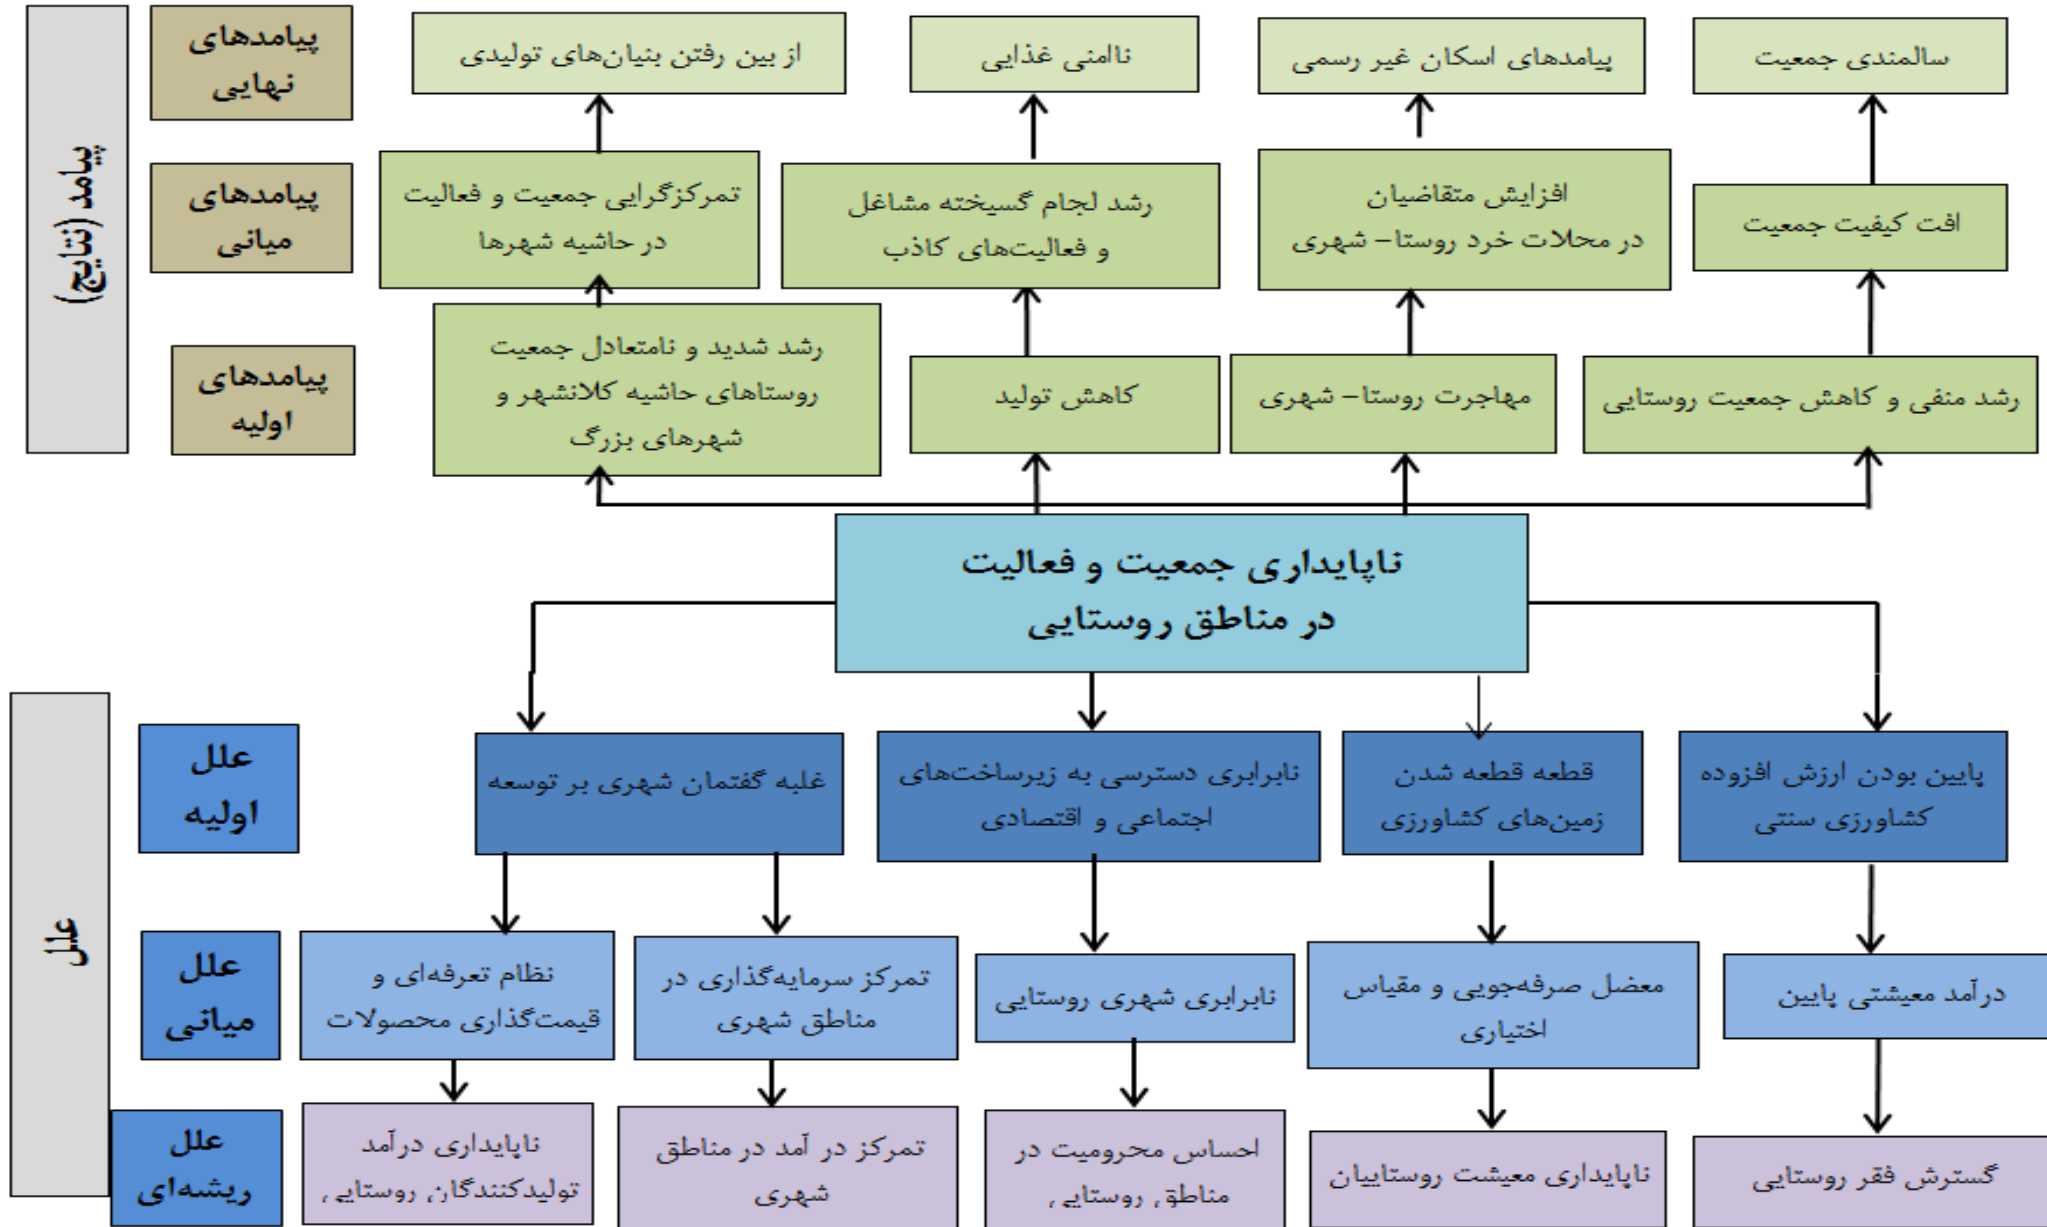 پیامد (نتایج)
پیامدهای
نهایی
از بین رفتن بنیان‌های تولیدی
ناامنی غذایی
پیامدهای اسکان غیر رسمی
سالمندی جمعیت
پیامدهای
میانی
تمرکزگرایی جمعیت و فعالیت
در حاشیه شهرها
رشد لجام گسیخته مشاغل
و فعالیت‌های کاذب
افزایش متقاضیان
در محلات خرد روستا– شهری
افت کیفیت جمعیت
پیامدهای
اولیه
رشد شدید و نامتعادل جمعیت
روستاهای حاشیه کلانشهر و
شهرهای بزرگ
کاهش تولید
مهاجرت روستا– شهری
رشد منفی و کاهش جمعیت روستایی
ناپایداری جمعیت و فعالیت
در مناطق روستایی
علل
علل
اولیه
غلبه گفتمان شهری بر توسعه
نابرابری دسترسی به زیرساخت‌های
اجتماعی و اقتصادی
قطعه قطعه شدن
زمین‌های کشاورزی
پایین بودن ارزش افزوده
کشاورزی سنتی
علل
میانی
نظام تعرفه‌ای و
قیمت‌گذاری محصولات
تمرکز سرمایه‌گذاری در
مناطق شهری
نابرابری شهری روستایی
معضل صرفه‌جویی و مقیاس
اختیاری
درآمد معیشتی پایین
علل
ریشه‌ای
ناپایداری درآمد
تولیدکنندگان روستایی
تمرکز در آمد در مناطق
شهری
احساس محرومیت در
مناطق روستایی
ناپایداری معیشت روستاییان
گسترش فقر روستایی